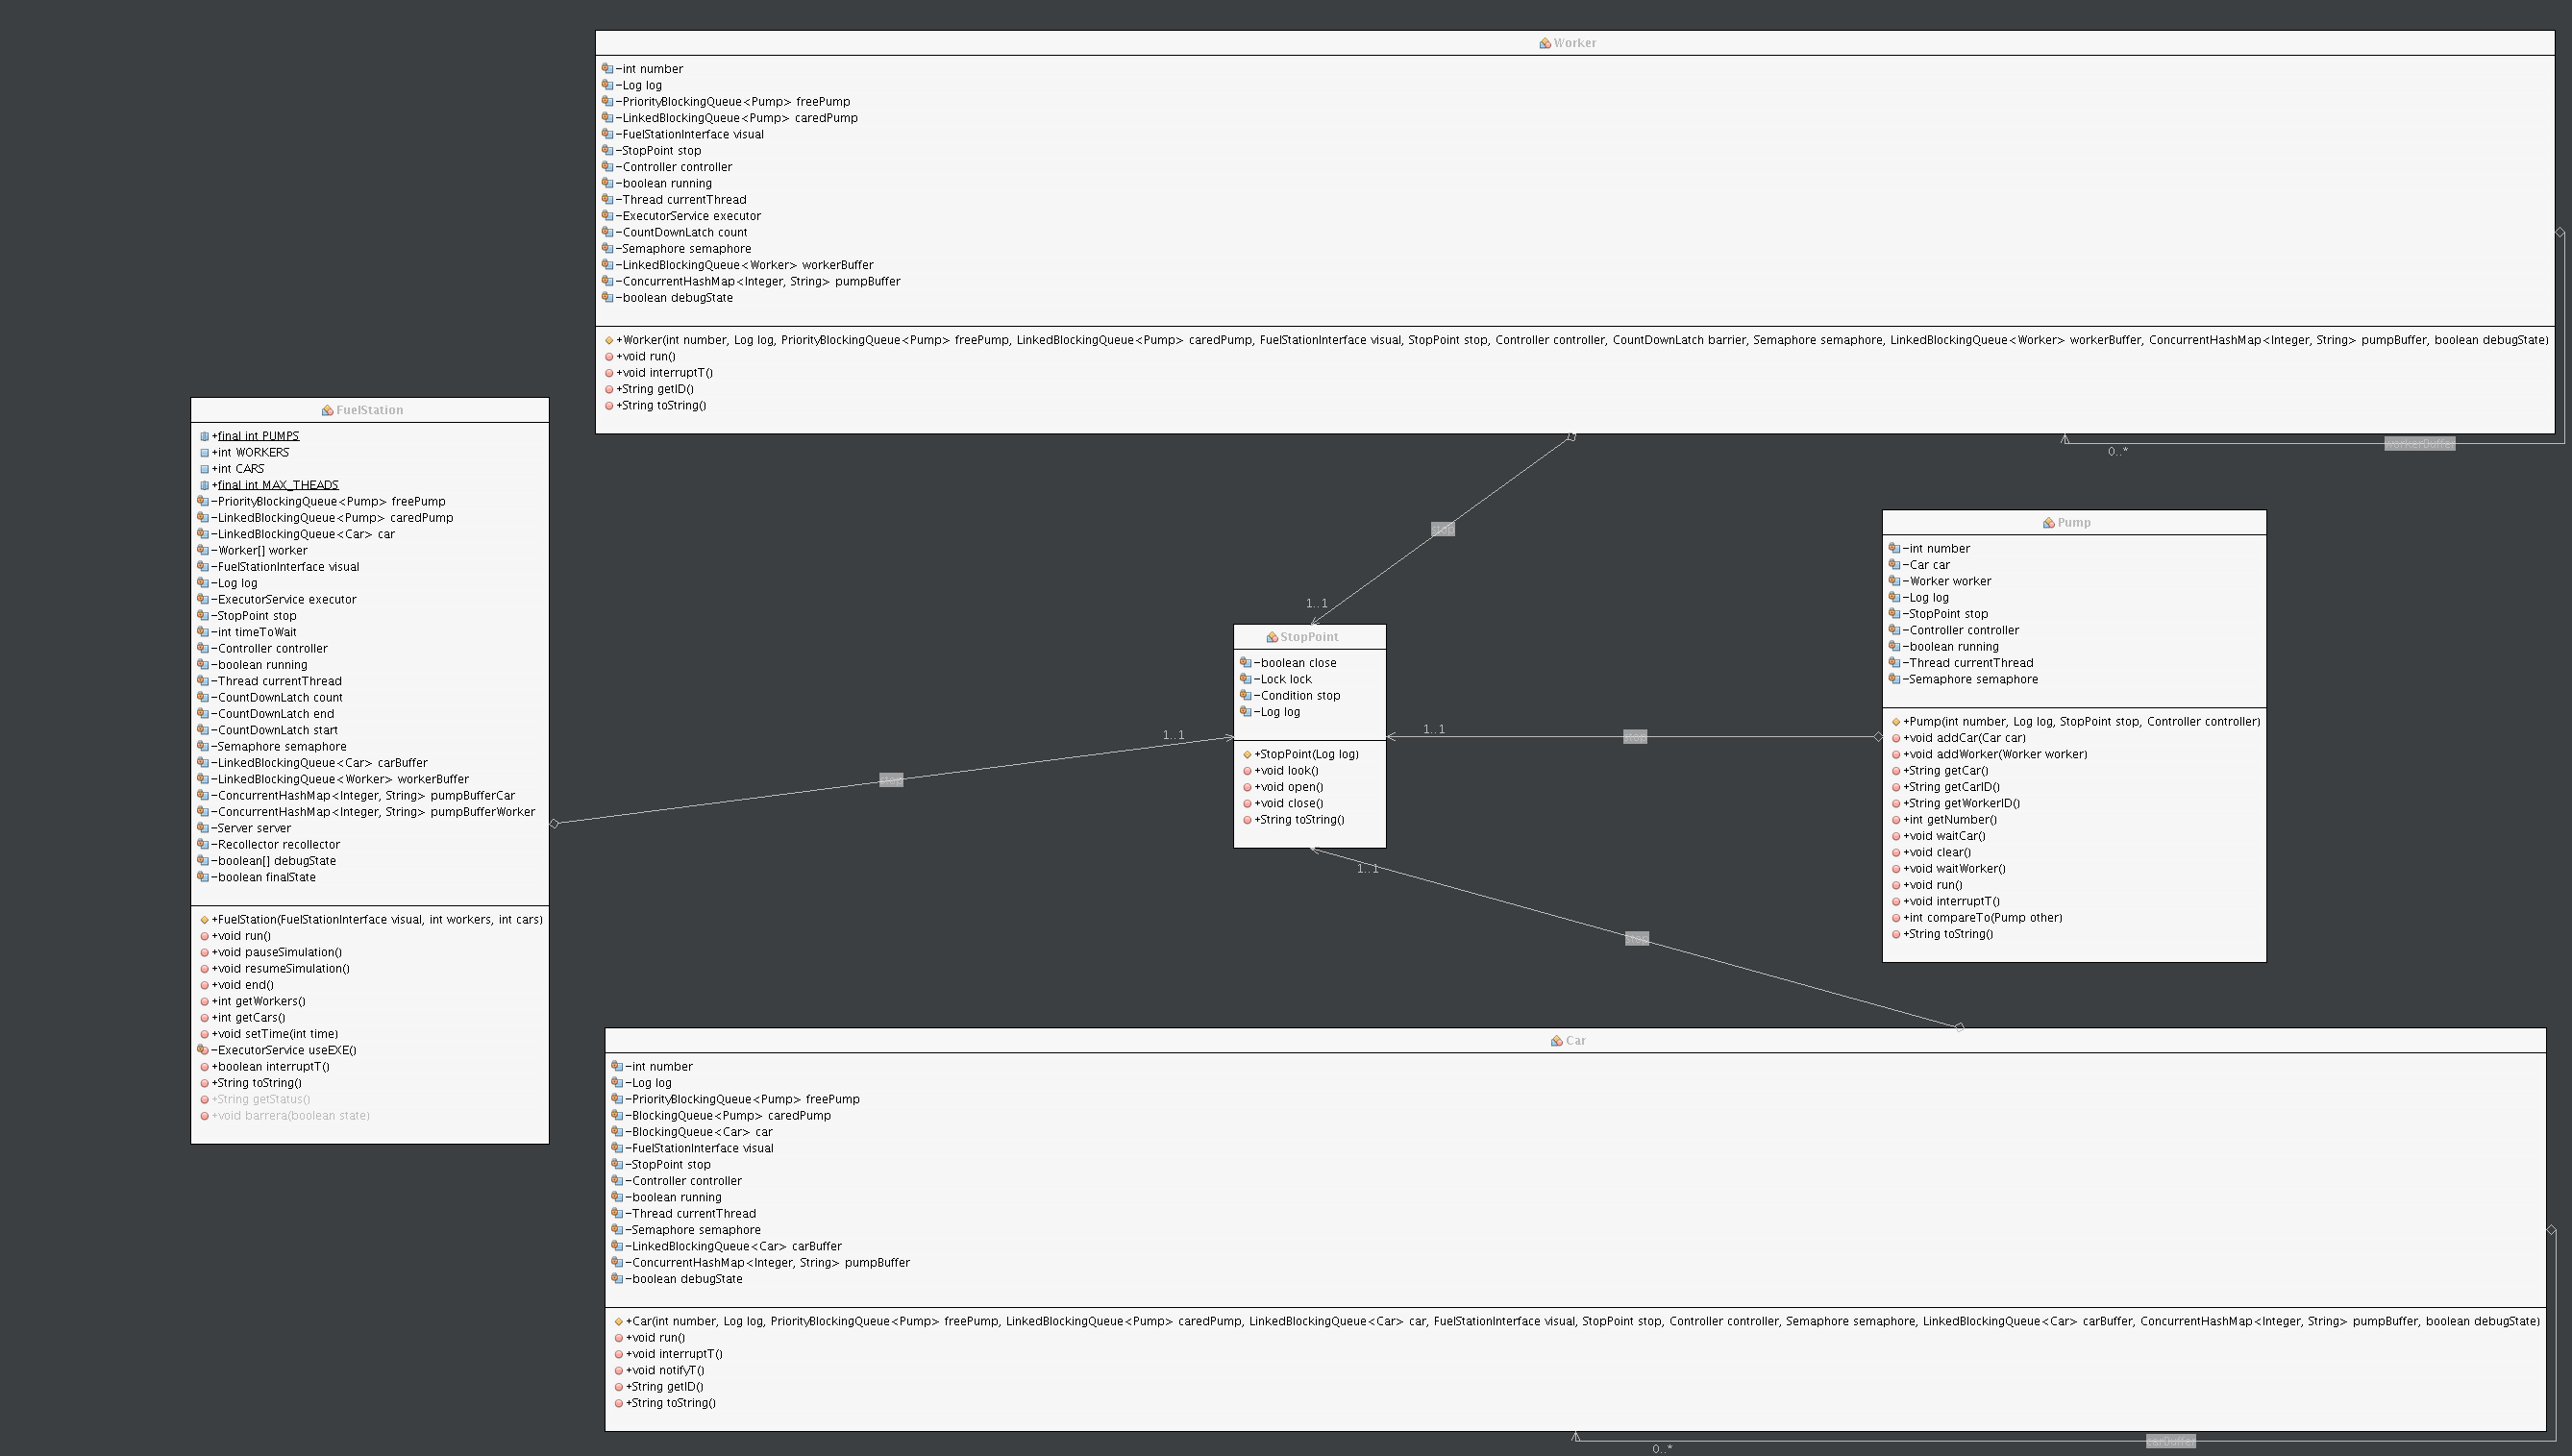 Worker
-int number
-Log log
-PriorityBlockingQueue<Pump> freePump
-LinkedBlockingQueue<Pump> caredPump
-FuelStationInterface visual
-StopPoint stop
-Controller controller
-boolean running
-Thread currentThread
-ExecutorService executor
-CountDownLatch count
-Semaphore semaphore
-LinkedBlockingQueue<Worker> workerBuffer
-ConcurrentHashMap<Integer, String> pumpBuffer
-boolean debugState
+Worker(int number, Log log, PriorityBlockingQueue<Pump> freePump, LinkedBlockingQueue<Pump> caredPump, FuelStationInterface visual, StopPoint stop, Controller controller, CountDownLatch barrier, Semaphore semaphore, LinkedBlockingQueue<Worker> workerBuffer, ConcurrentHashMap<Integer, String> pumpBuffer, boolean debugState)
+void run()
+void interruptT()
+String getID()
+String toString()
workerBuffer
0..*
FuelStation
+final int PUMPS
+int WORKERS
+int CARS
+final int MAX_THEADS
-PriorityBlockingQueue<Pump> freePump
-LinkedBlockingQueue<Pump> caredPump
-LinkedBlockingQueue<Car> car
-Worker[] worker
-FuelStationInterface visual
-Log log
-ExecutorService executor
-StopPoint stop
-int timeToWait
-Controller controller
-boolean running
-Thread currentThread
-CountDownLatch count
-CountDownLatch end
-CountDownLatch start
-Semaphore semaphore
-LinkedBlockingQueue<Car> carBuffer
-LinkedBlockingQueue<Worker> workerBuffer
-ConcurrentHashMap<Integer, String> pumpBufferCar
-ConcurrentHashMap<Integer, String> pumpBufferWorker
-Server server
-Recollector recollector
-boolean[] debugState
-boolean finalState
+FuelStation(FuelStationInterface visual, int workers, int cars)
+void run()
+void pauseSimulation()
+void resumeSimulation()
+void end()
+int getWorkers()
+int getCars()
+void setTime(int time)
-ExecutorService useEXE()
+boolean interruptT()
+String toString()
+String getStatus()
+void barrera(boolean state)
stop
1..1
stop
1..1
StopPoint
-boolean close
-Lock lock
-Condition stop
-Log log
+StopPoint(Log log)
+void look()
+void open()
+void close()
+String toString()
1..1
stop
1..1
stop
Pump
-int number
-Car car
-Worker worker
-Log log
-StopPoint stop
-Controller controller
-boolean running
-Thread currentThread
-Semaphore semaphore
+Pump(int number, Log log, StopPoint stop, Controller controller)
+void addCar(Car car)
+void addWorker(Worker worker)
+String getCar()
+String getCarID()
+String getWorkerID()
+int getNumber()
+void waitCar()
+void clear()
+void waitWorker()
+void run()
+void interruptT()
+int compareTo(Pump other)
+String toString()
Car
-int number
-Log log
-PriorityBlockingQueue<Pump> freePump
-BlockingQueue<Pump> caredPump
-BlockingQueue<Car> car
-FuelStationInterface visual
-StopPoint stop
-Controller controller
-boolean running
-Thread currentThread
-Semaphore semaphore
-LinkedBlockingQueue<Car> carBuffer
-ConcurrentHashMap<Integer, String> pumpBuffer
-boolean debugState
+Car(int number, Log log, PriorityBlockingQueue<Pump> freePump, LinkedBlockingQueue<Pump> caredPump, LinkedBlockingQueue<Car> car, FuelStationInterface visual, StopPoint stop, Controller controller, Semaphore semaphore, LinkedBlockingQueue<Car> carBuffer, ConcurrentHashMap<Integer, String> pumpBuffer, boolean debugState)
+void run()
+void interruptT()
+void notifyT()
+String getID()
+String toString()
carBuffer
0..*